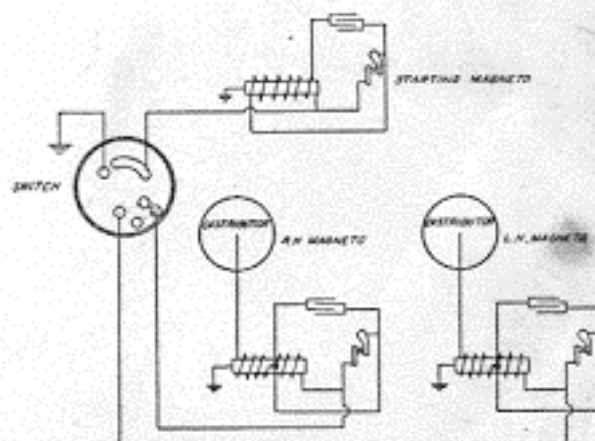 STARTING MAGNETO
SWITCH
DISTRIBUTOR
R.H. MAGNETO
DISTRIBUTOR
L.H. MAGNETO